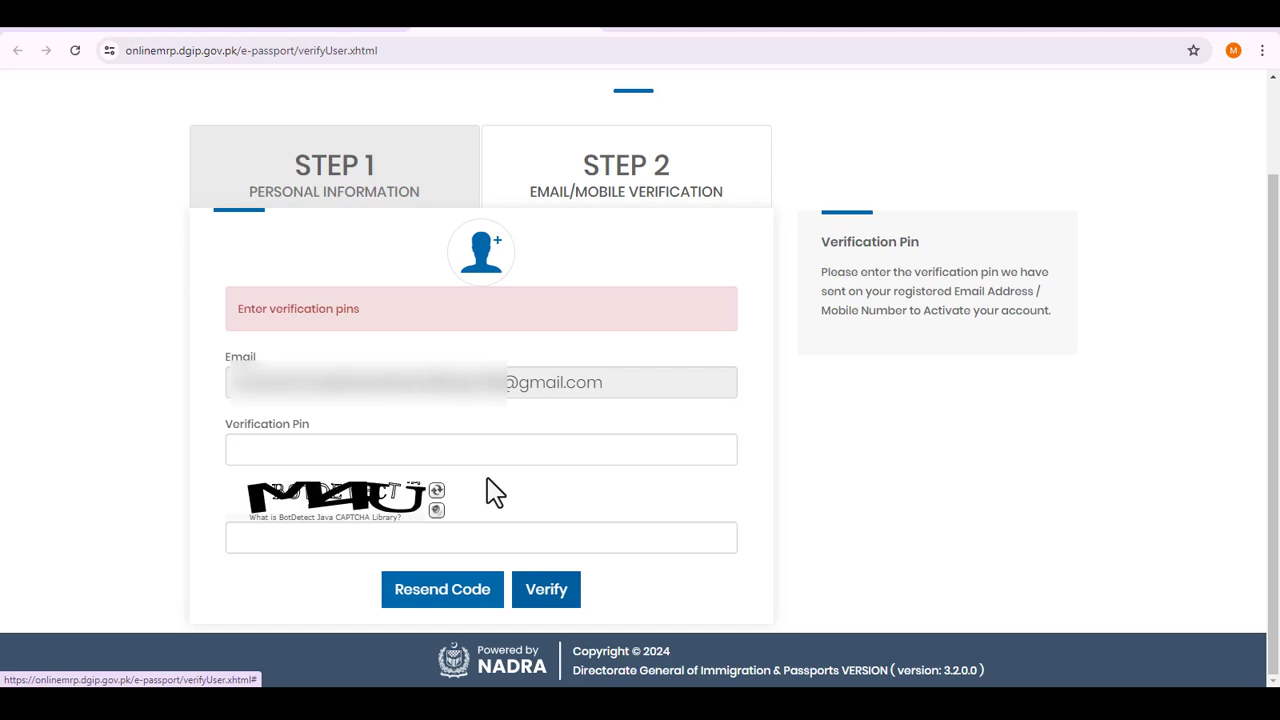 onlinemrp.dgip.gov.pk/e-passport/verifyUser.xhtml
M
STEP 1
PERSONAL INFORMATION
STEP 2
EMAIL/MOBILE VERIFICATION
Enter verification pins
Email
@gmail.com
Verification Pin
BOTDETECT
What is BotDetect Java CAPTCHA Library?
Resend Code
Verify
Verification Pin
Please enter the verification pin we have
sent on your registered Email Address /
Mobile Number to Activate your account.
Powered by
NADRA
Copyright © 2024
Directorate General of Immigration & Passports VERSION ( version: 3.2.0.0 )
https://onlinemrp.dgip.gov.pk/e-passport/verifyUser.xhtml#